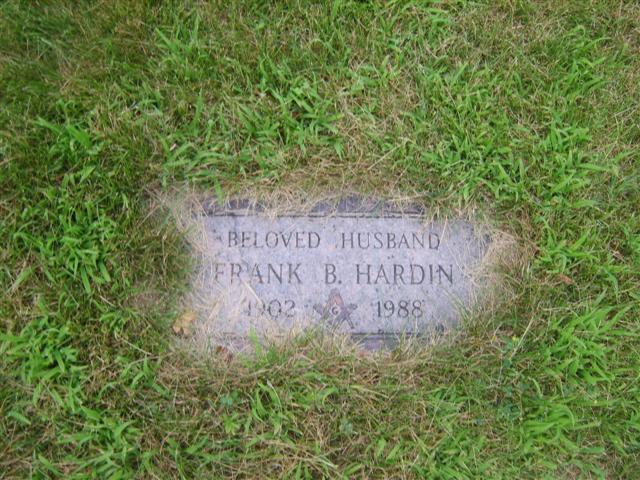 BELOVED HUSBAND
FRANK B. HARDIN
1902 G 1988